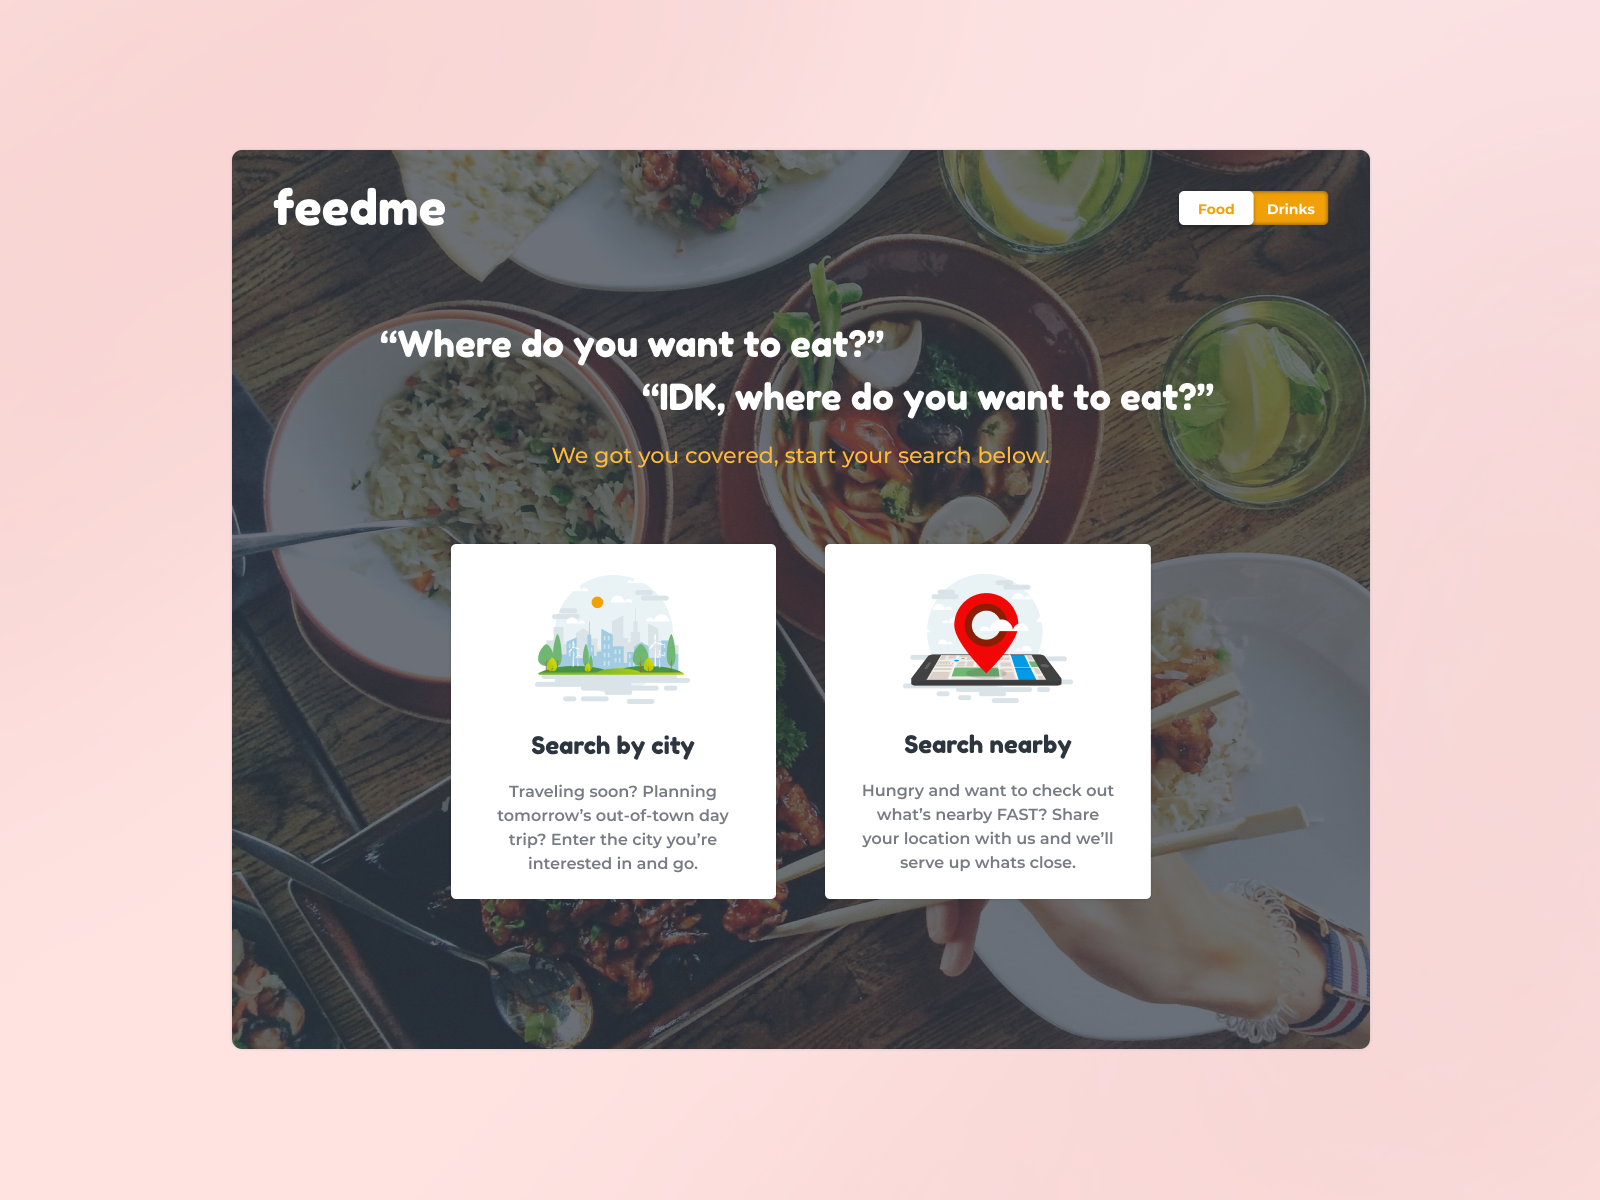 feedme
Food
Drinks
“Where do you want to eat?”
“IDK, where do you want to eat?”
We got you covered, start your search below.
Search by city
Traveling soon? Planning
tomorrow’s out-of-town day
trip? Enter the city you’re
interested in and go.
Search nearby
Hungry and want to check out
what’s nearby FAST? Share
your location with us and we’ll
serve up whats close.